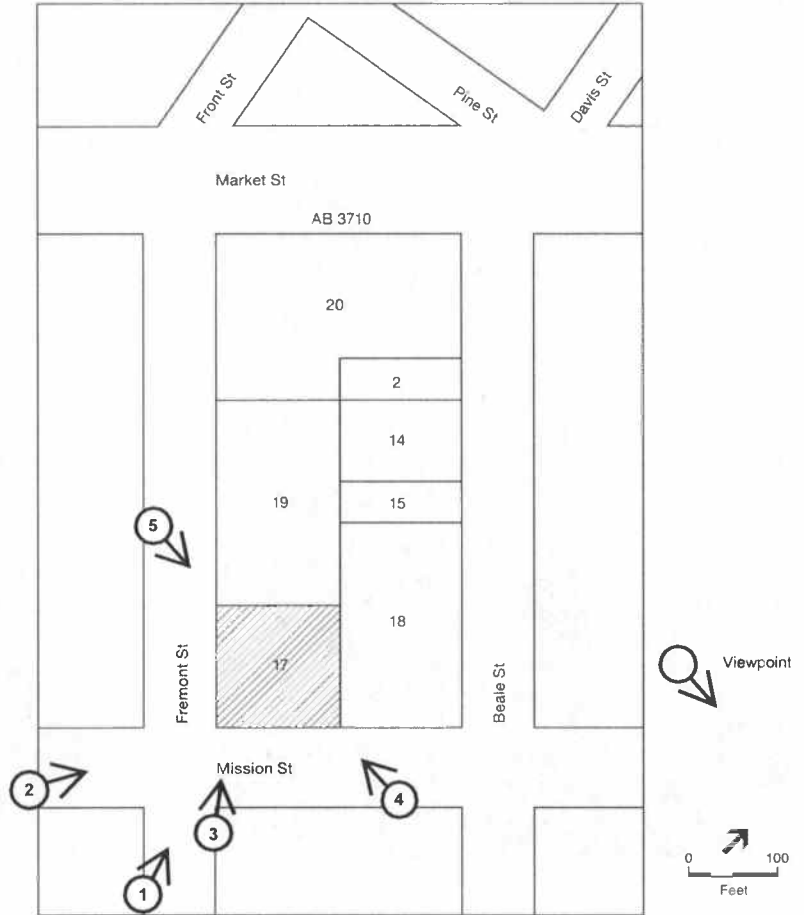 Front St
Pine St
Davis St
Market St
AB 3710
20
2
14
19
15
5
18
17
Fremont St
Beale St
Viewpoint
Mission St
2
4
3
1
0 100
Feet